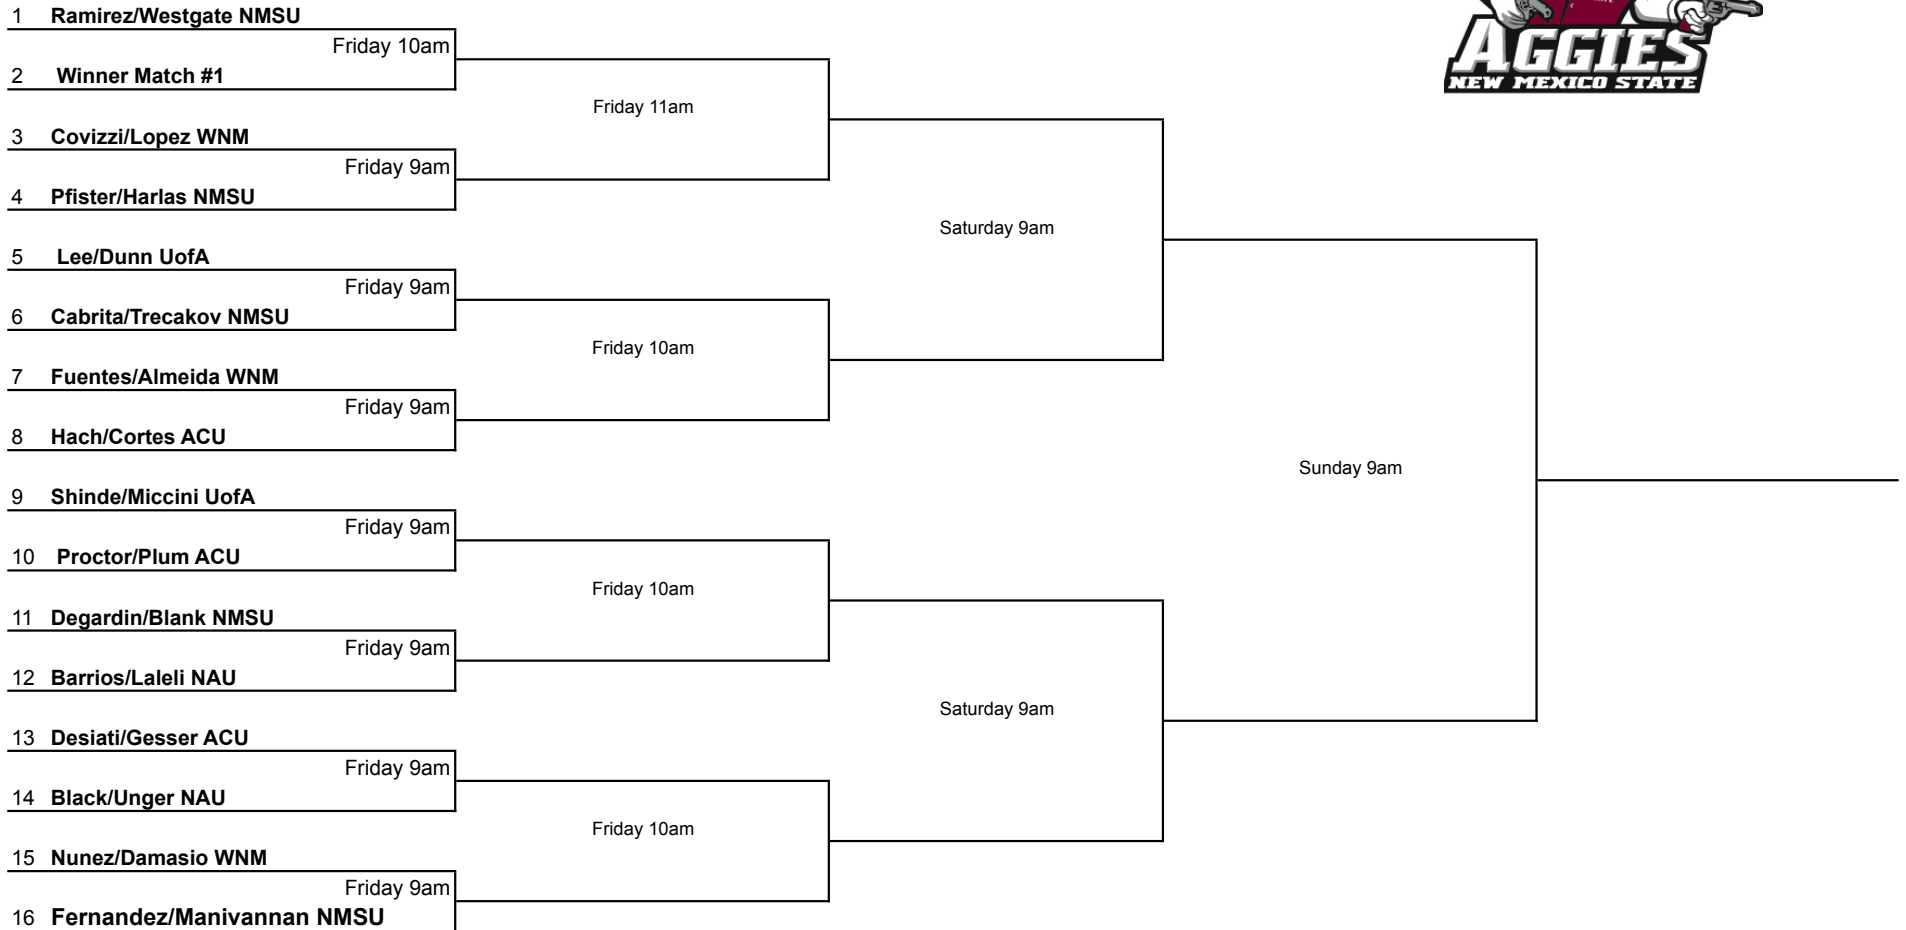 1 Ramirez/Westgate NMSU
Friday 10am
2 Winner Match #1
Friday 11am
3 Covizzi/Lopez WNM
Friday 9am
4 Pfister/Harlas NMSU
Saturday 9am
5 Lee/Dunn UofA
Friday 9am
6 Cabrita/Trecakov NMSU
Friday 10am
7 Fuentes/Almeida WNM
Friday 9am
8 Hach/Cortes ACU
Sunday 9am
9 Shinde/Miccini UofA
Friday 9am
10 Proctor/Plum ACU
Friday 10am
11 Degardin/Blank NMSU
Friday 9am
12 Barrios/Laleli NAU
Saturday 9am
13 Desiati/Gesser ACU
Friday 9am
14 Black/Unger NAU
Friday 10am
15 Nunez/Damasio WNM
Friday 9am
16 Fernandez/Manivannan NMSU
AGGIES
NEW MEXICO STATE